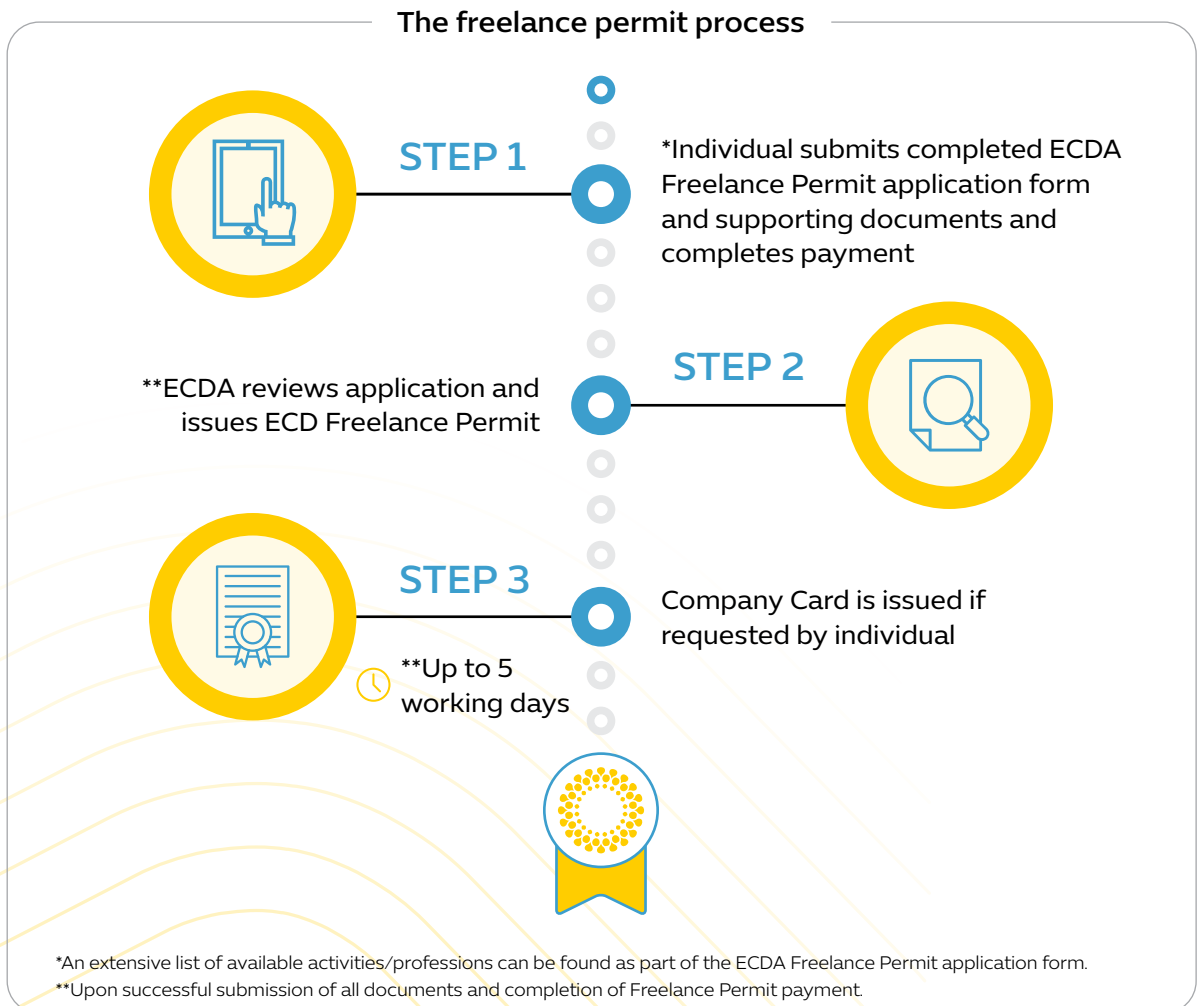 The freelance permit process
STEP 1
*Individual submits completed ECDA
Freelance Permit application form
and supporting documents and
completes payment
STEP 2
**ECDA reviews application and
issues ECD Freelance Permit
STEP 3
**Up to 5
working days
Company Card is issued if
requested by individual
*An extensive list of available activities/professions can be found as part of the ECDA Freelance Permit application form.
**Upon successful submission of all documents and completion of Freelance Permit payment.